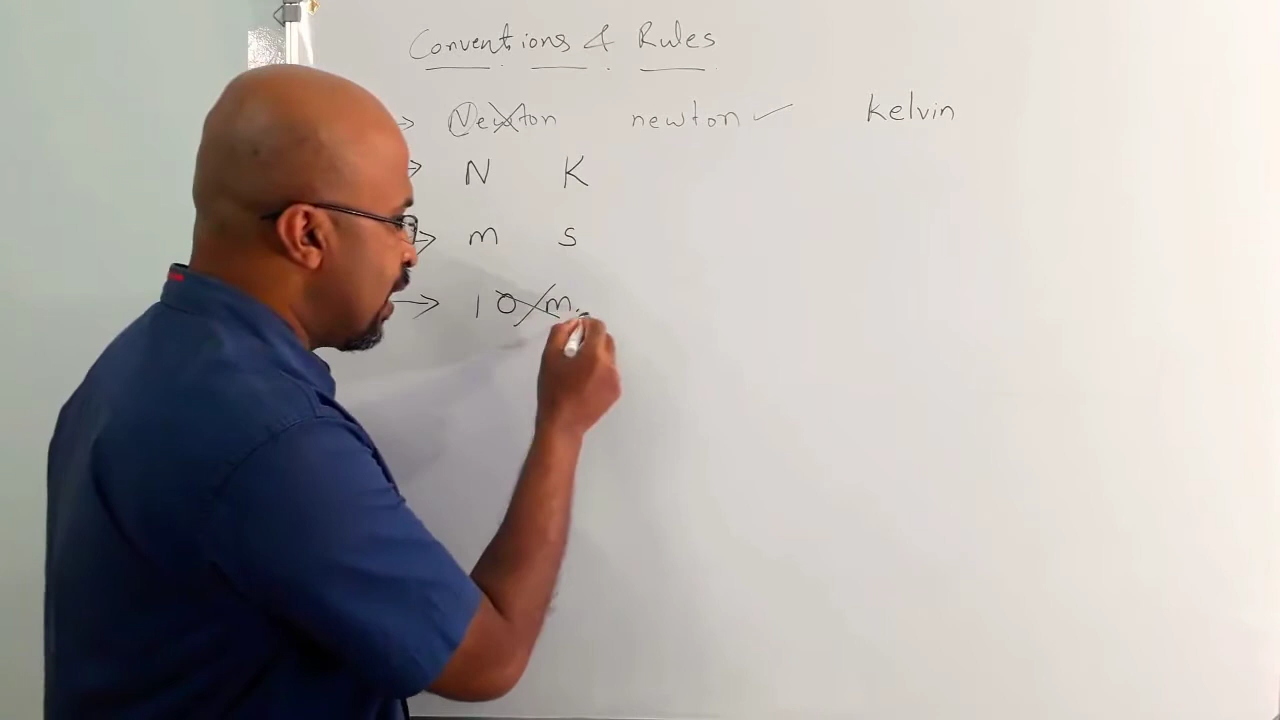 Conventions & Rules
→ Newton newton ✓ kelvin
→ N K
→ m s
→ 10 m.